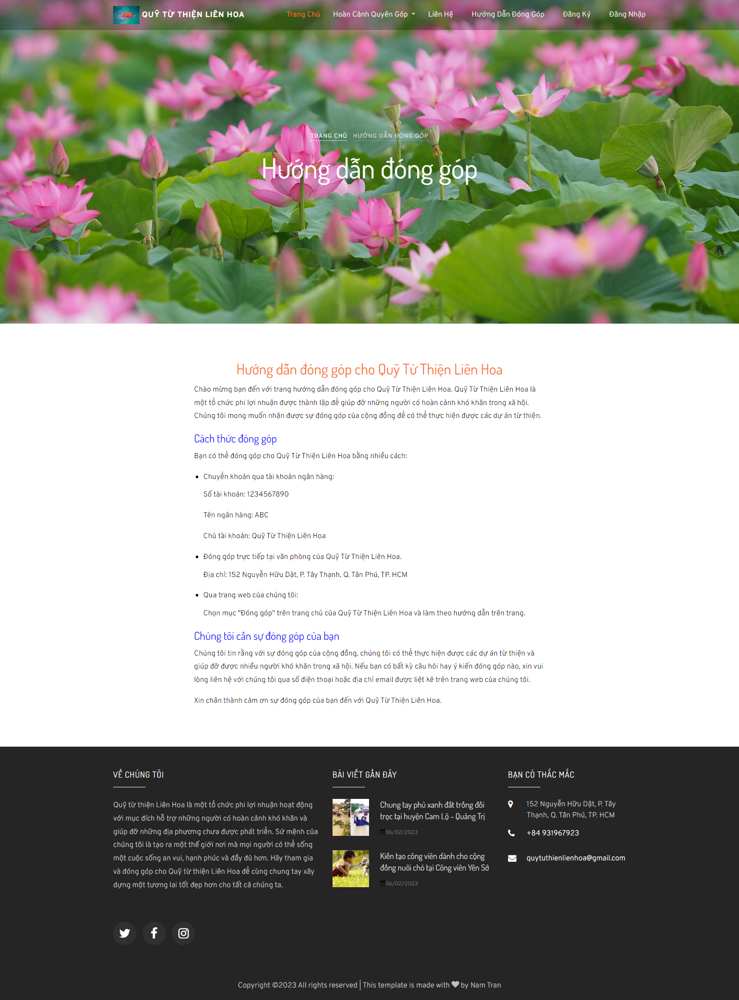 QUỸ TỪ THIỆN LIÊN HOA
Trang Chủ
Hoàn Cảnh Quyên Góp
Liên Hệ
Hướng Dẫn Đóng Góp
Đăng Ký
Đăng Nhập
TRANG CHỦ HƯỚNG DẪN ĐÓNG GÓP
Hướng dẫn đóng góp
Hướng dẫn đóng góp cho Quỹ Từ Thiện Liên Hoa
Chào mừng bạn đến với trang hướng dẫn đóng góp cho Quỹ Từ Thiện Liên Hoa. Quỹ Từ Thiện Liên Hoa là
một tổ chức phi lợi nhuận được thành lập để giúp đỡ những người có hoàn cảnh khó khăn trong xã hội.
Chúng tôi mong muốn nhận được sự đóng góp của cộng đồng để có thể thực hiện được các dự án từ thiện.
Cách thức đóng góp
Bạn có thể đóng góp cho Quỹ Từ Thiện Liên Hoa bằng nhiều cách:
Chuyển khoản qua tài khoản ngân hàng:
Số tài khoản: 1234567890
Tên ngân hàng: ABC
Chủ tài khoản: Quỹ Từ Thiện Liên Hoa
Đóng góp trực tiếp tại văn phòng của Quỹ Từ Thiện Liên Hoa.
Địa chỉ: 152 Nguyễn Hữu Dật, P. Tây Thạnh, Q. Tân Phú, TP. HCM
Qua trang web của chúng tôi:
Chọn mục "Đóng góp" trên trang chủ của Quỹ Từ Thiện Liên Hoa và làm theo hướng dẫn trên trang.
Chúng tôi cần sự đóng góp của bạn
Chúng tôi tin rằng với sự đóng góp của cộng đồng, chúng tôi có thể thực hiện được các dự án từ thiện và
giúp đỡ được nhiều người khó khăn trong xã hội. Nếu bạn có bất kỳ câu hỏi hay ý kiến đóng góp nào, xin vui
lòng liên hệ với chúng tôi qua số điện thoại hoặc địa chỉ email được liệt kê trên trang web của chúng tôi.
Xin chân thành cảm ơn sự đóng góp của bạn đến với Quỹ Từ Thiện Liên Hoa.
VỀ CHÚNG TÔI
Quỹ từ thiện Liên Hoa là một tổ chức phi lợi nhuận hoạt động
với mục đích hỗ trợ những người có hoàn cảnh khó khăn và
giúp đỡ những địa phương chưa được phát triển. Sứ mệnh của
chúng tôi là tạo ra một thế giới nơi mà mọi người có thể sống
một cuộc sống an vui, hạnh phúc và đầy đủ hơn. Hãy tham gia
và đóng góp cho Quỹ từ thiện Liên Hoa để cùng chung tay xây
dựng một tương lai tốt đẹp hơn cho tất cả chúng ta.
BÀI VIẾT GẦN ĐÂY
Chung tay phủ xanh đất trống đồi
trọc tại huyện Cam Lộ - Quảng Trị
06/02/2023
Kiến tạo công viên dành cho cộng
đồng nuôi chó tại Công viên Yên Sở
06/02/2023
BẠN CÓ THẮC MẮC
152 Nguyễn Hữu Dật, P. Tây
Thạnh, Q. Tân Phú, TP. HCM
+84 931967923
quytuthienlienhoa@gmail.com
Copyright ©2023 All rights reserved | This template is made with ❤ by Nam Tran